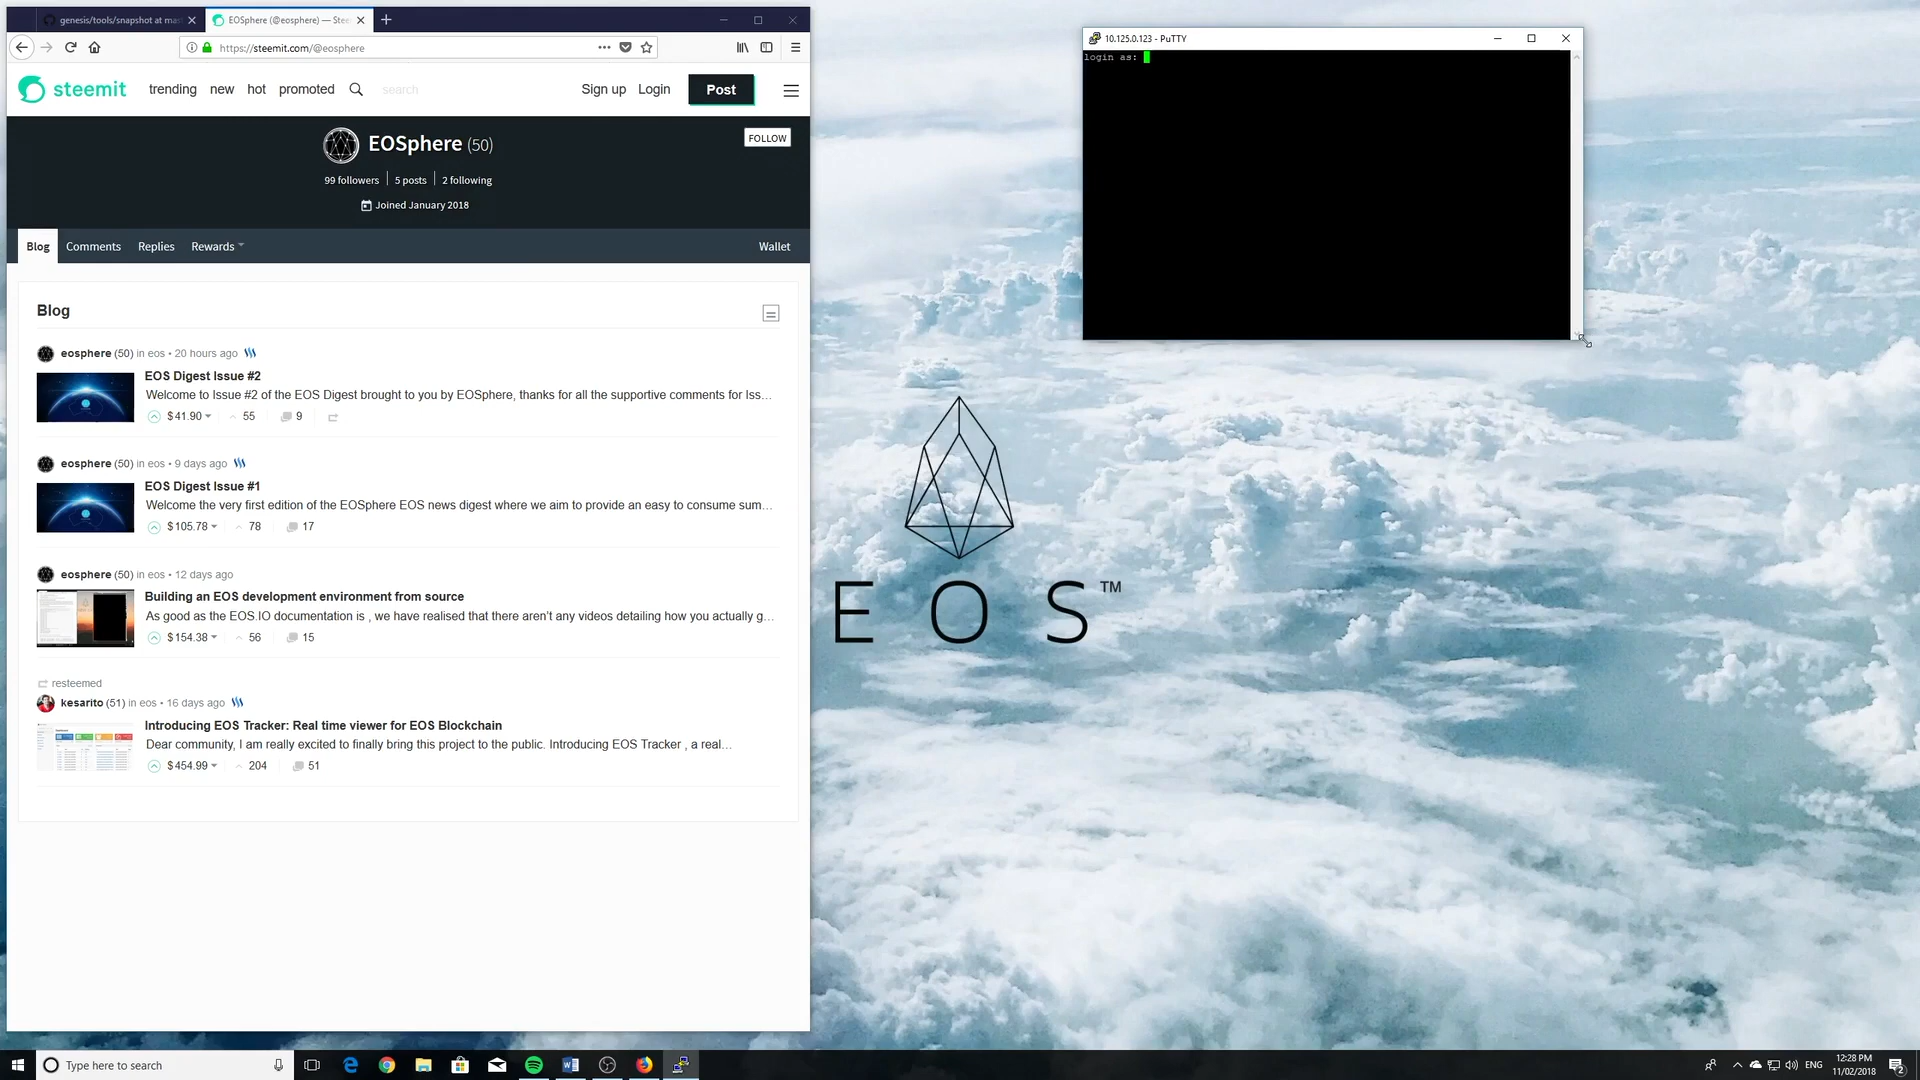 genesis/tools/snapshot at mas
EOSphere (@eosphere) — Stee
https://steemit.com/@eosphere
steemit
trending
new
hot
promoted
search
Sign up
Login
Post
EOSphere (50)
FOLLOW
99 followers
5 posts
2 following
Joined January 2018
Blog
Comments
Replies
Rewards
Wallet
Blog
eosphere (50) in eos • 20 hours ago
EOS Digest Issue #2
Welcome to Issue #2 of the EOS Digest brought to you by EOSphere, thanks for all the supportive comments for Iss…
$41.90
55
9
eosphere (50) in eos • 9 days ago
EOS Digest Issue #1
Welcome the very first edition of the EOSphere EOS news digest where we aim to provide an easy to consume sum…
$105.78
78
17
eosphere (50) in eos • 12 days ago
Building an EOS development environment from source
As good as the EOS.IO documentation is , we have realised that there aren't any videos detailing how you actually g…
$154.38
56
15
resteemed
kesarito (51) in eos • 16 days ago
Introducing EOS Tracker: Real time viewer for EOS Blockchain
Dear community, I am really excited to finally bring this project to the public. Introducing EOS Tracker , a real…
$454.99
204
51
10.125.0.123 - PuTTY
login as:
EOS™
Type here to search
ENG
12:28 PM
11/02/2018
2